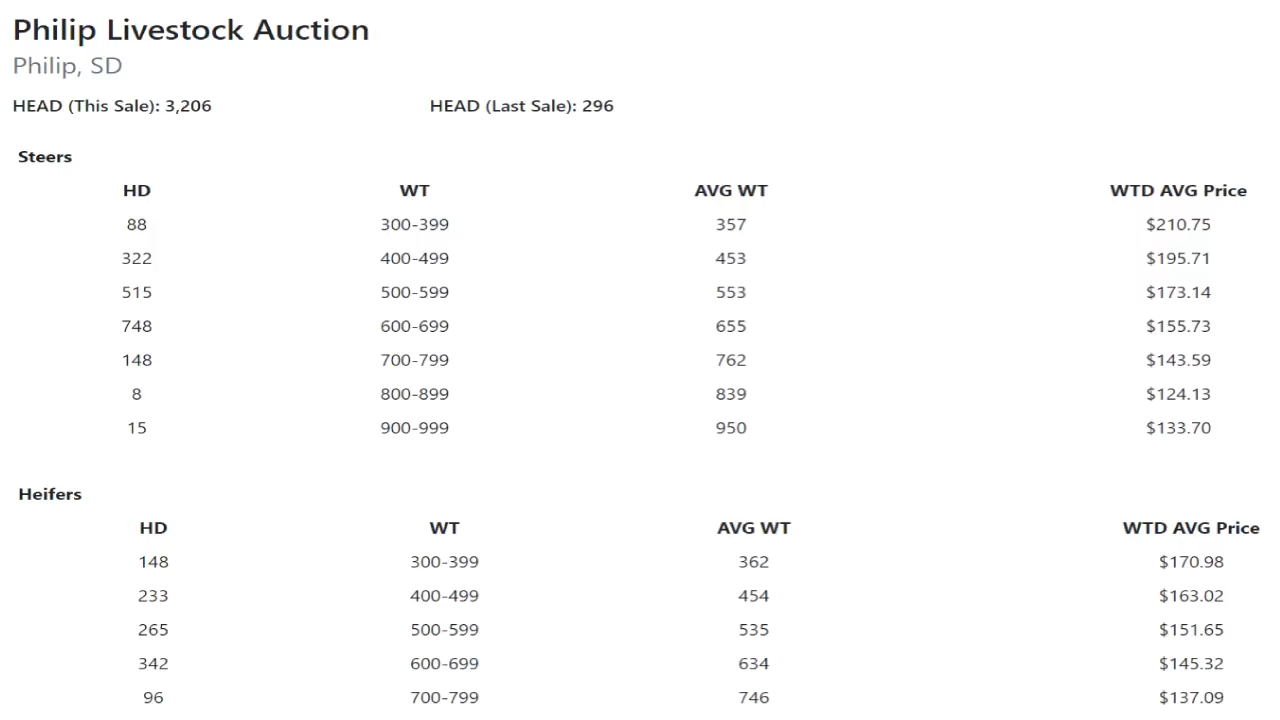 Philip Livestock Auction
Philip, SD
HEAD (This Sale): 3,206 HEAD (Last Sale): 296
Steers
HD WT AVG WT WTD AVG Price
88 300-399 357 $210.75
322 400-499 453 $195.71
515 500-599 553 $173.14
748 600-699 655 $155.73
148 700-799 762 $143.59
8 800-899 839 $124.13
15 900-999 950 $133.70
Heifers
HD WT AVG WT WTD AVG Price
148 300-399 362 $170.98
233 400-499 454 $163.02
265 500-599 535 $151.65
342 600-699 634 $145.32
96 700-799 746 $137.09